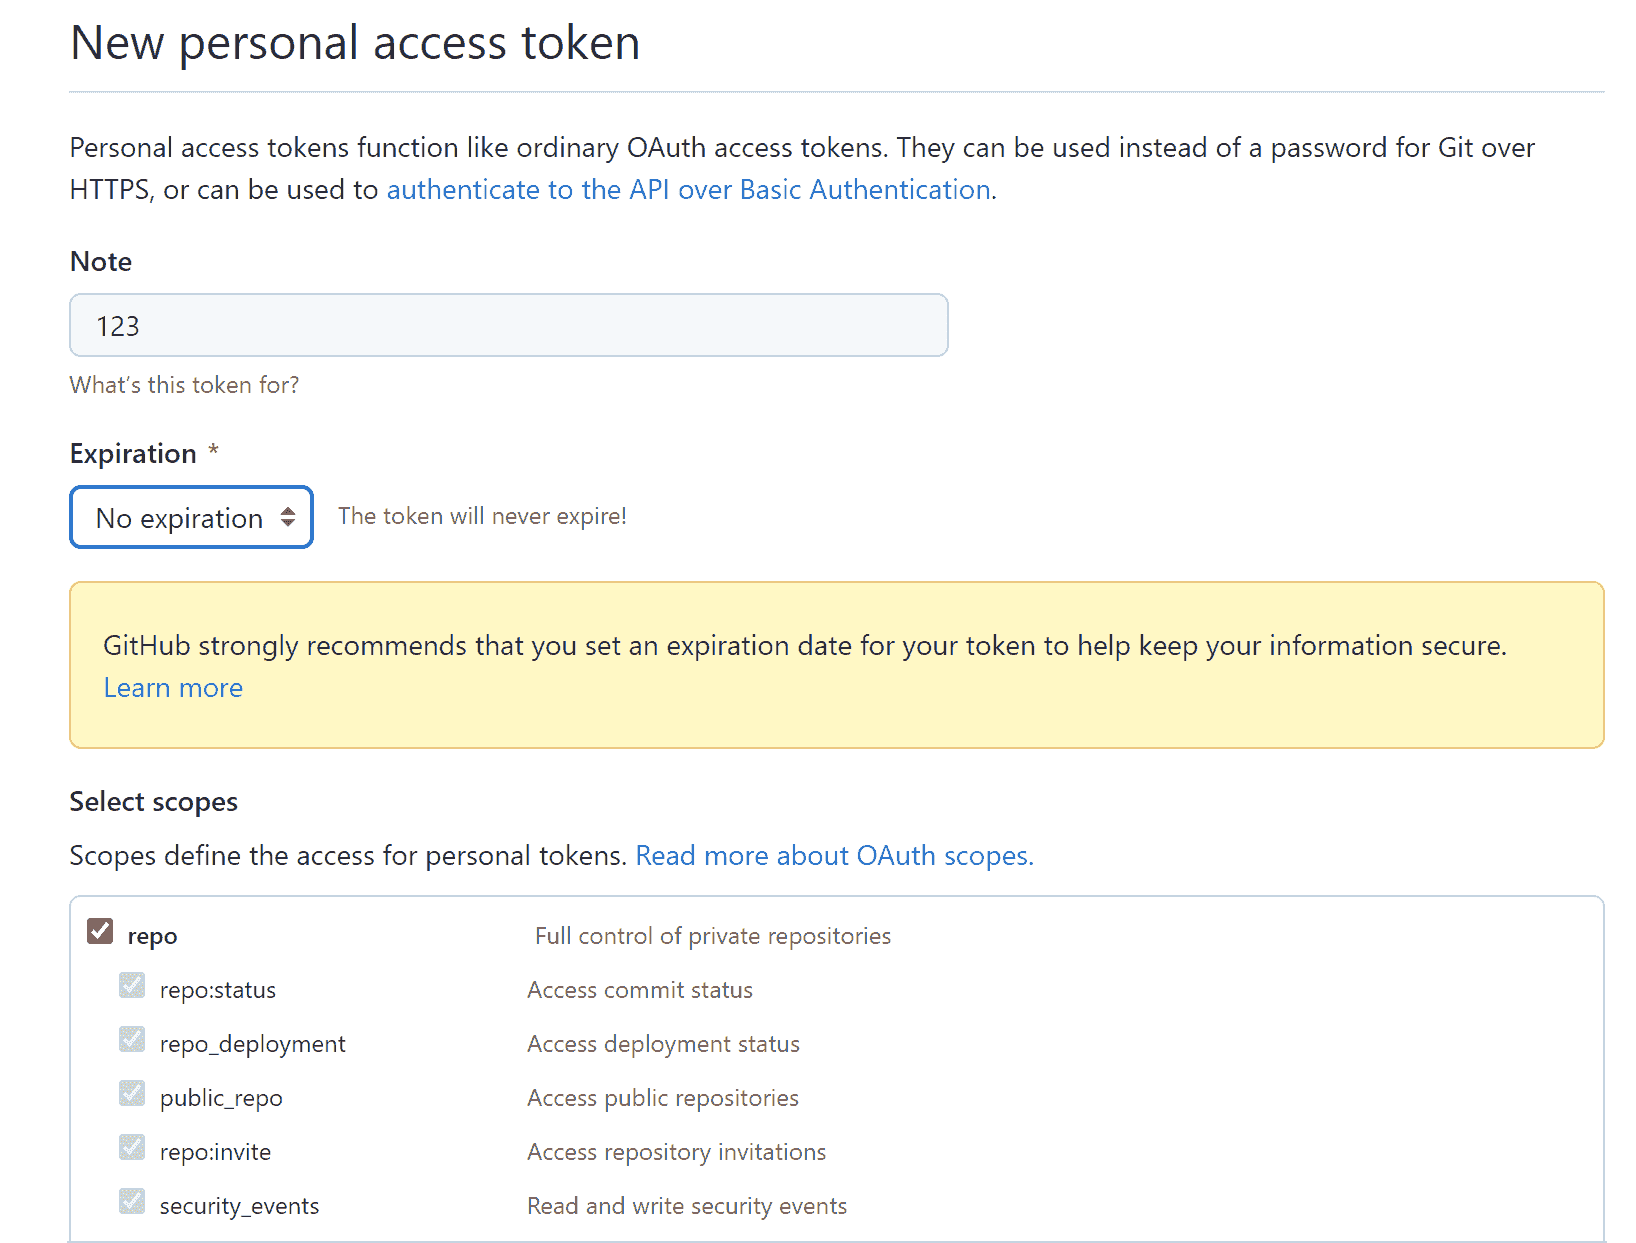 New personal access token
Personal access tokens function like ordinary OAuth access tokens. They can be used instead of a password for Git over
HTTPS, or can be used to authenticate to the API over Basic Authentication.
Note
123
What's this token for?
Expiration *
No expiration
The token will never expire!
GitHub strongly recommends that you set an expiration date for your token to help keep your information secure.
Learn more
Select scopes
Scopes define the access for personal tokens. Read more about OAuth scopes.
repo Full control of private repositories
repo:status Access commit status
repo_deployment Access deployment status
public_repo Access public repositories
repo:invite Access repository invitations
security_events Read and write security events